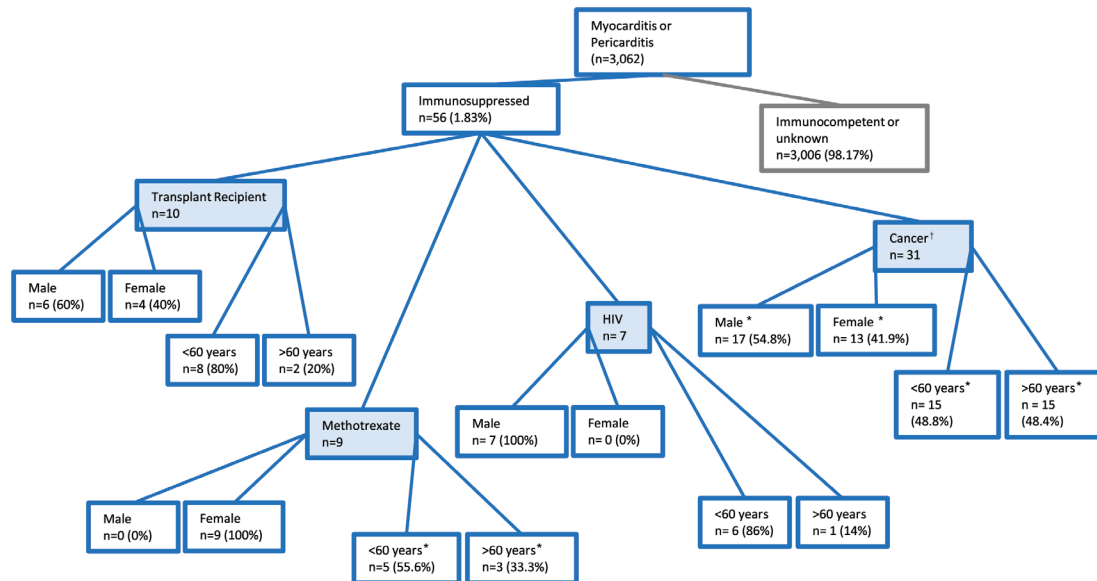 Myocarditis or
Pericarditis
(n=3,062)
Immunosuppressed
n=56 (1.83%)
Immunocompetent or
unknown
n=3,006 (98.17%)
Transplant Recipient
n=10
Cancer†
n= 31
Male
n=6 (60%)
Female
n=4 (40%)
HIV
n= 7
Male *
n= 17 (54.8%)
Female *
n= 13 (41.9%)
<60 years
n=8 (80%)
>60 years
n=2 (20%)
<60 years*
n= 15
(48.8%)
>60 years*
n = 15
(48.4%)
Methotrexate
n=9
Male
n= 7 (100%)
Female
n= 0 (0%)
Male
n=0 (0%)
Female
n=9 (100%)
<60 years
n= 6 (86%)
>60 years
n= 1 (14%)
<60 years*
n=5 (55.6%)
>60 years*
n=3 (33.3%)